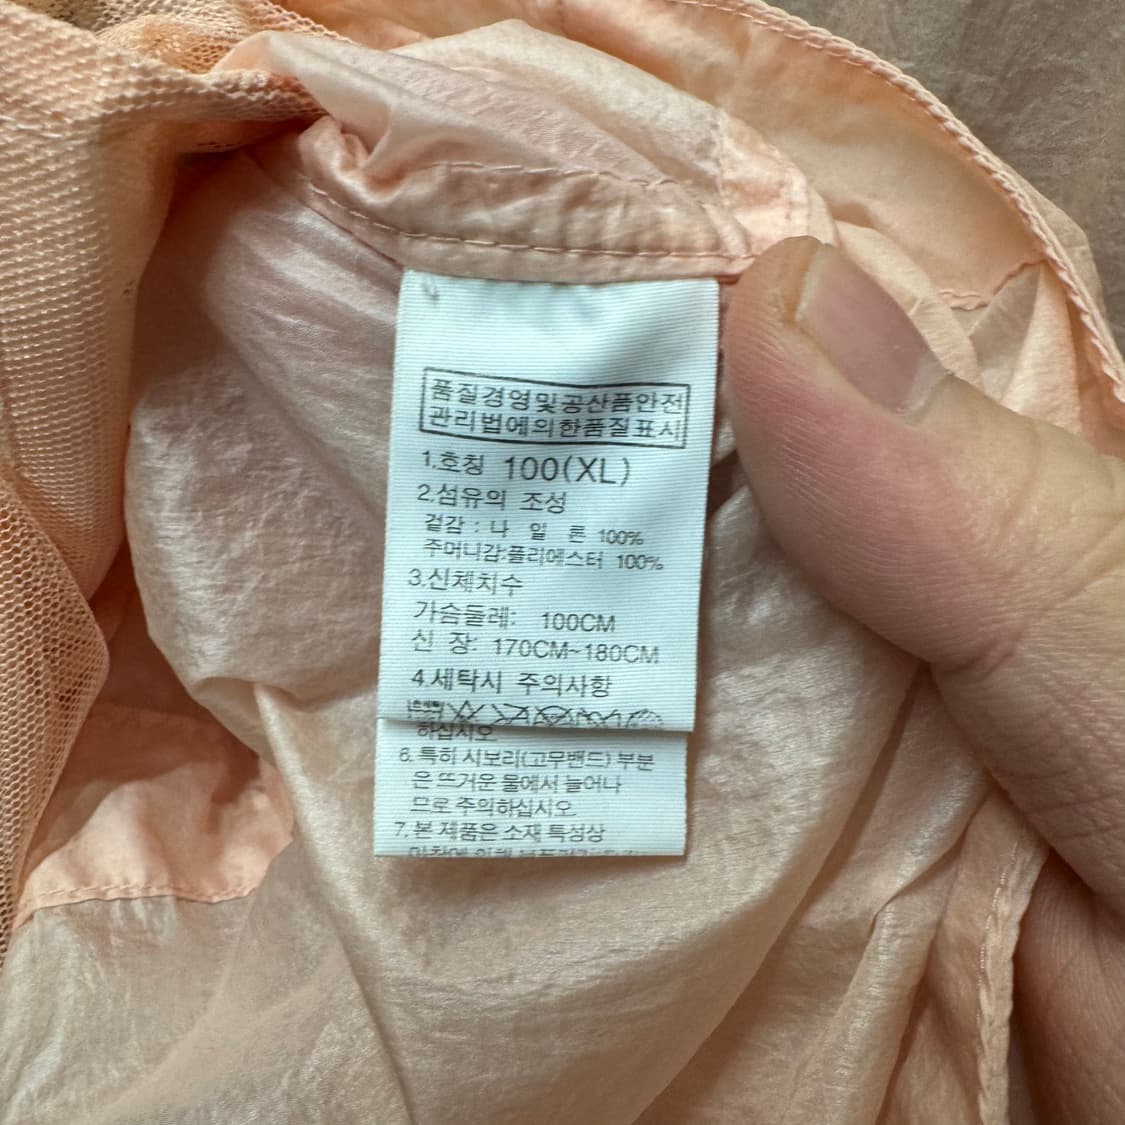 품질경영및공산품안전
관리법에의한품질표시
1.호칭 100(XL)
2.섬유의 조성
겉감 : 나 일 론 100%
주머니감:폴리에스터 100%
3.신체치수
가슴둘레: 100CM
신 장: 170CM~180CM
4.세탁시 주의사항
하십시오
6. 특히 시보리(고무밴드) 부분
은 뜨거운 물에서 늘어나
므로 주의하십시오.
7. 본 제품은 소재 특성상
마찰에 의해